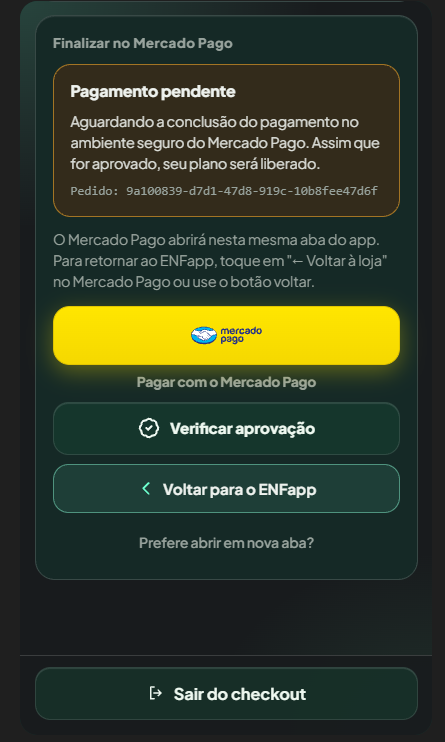 Finalizar no Mercado Pago
Pagamento pendente
Aguardando a conclusão do pagamento no
ambiente seguro do Mercado Pago. Assim que
for aprovado, seu plano será liberado.
Pedido: 9a100839-d7d1-47d8-919c-10b8fee47d6f
O Mercado Pago abrirá nesta mesma aba do app.
Para retornar ao ENFapp, toque em "← Voltar à loja"
no Mercado Pago ou use o botão voltar.
mercado
pago
Pagar com o Mercado Pago
Verificar aprovação
Voltar para o ENFapp
Prefere abrir em nova aba?
Sair do checkout